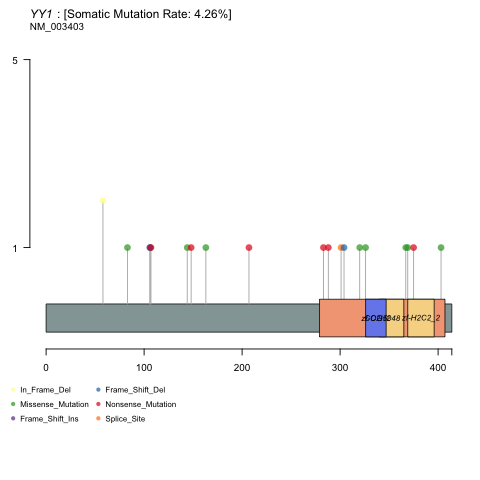 YY1 : [Somatic Mutation Rate: 4.26%]
NM_003403
5
1
zf-H2C2_2
0 100 200 300 400
In_Frame_Del Frame_Shift_Del
Missense_Mutation Nonsense_Mutation
Frame_Shift_Ins Splice_Site